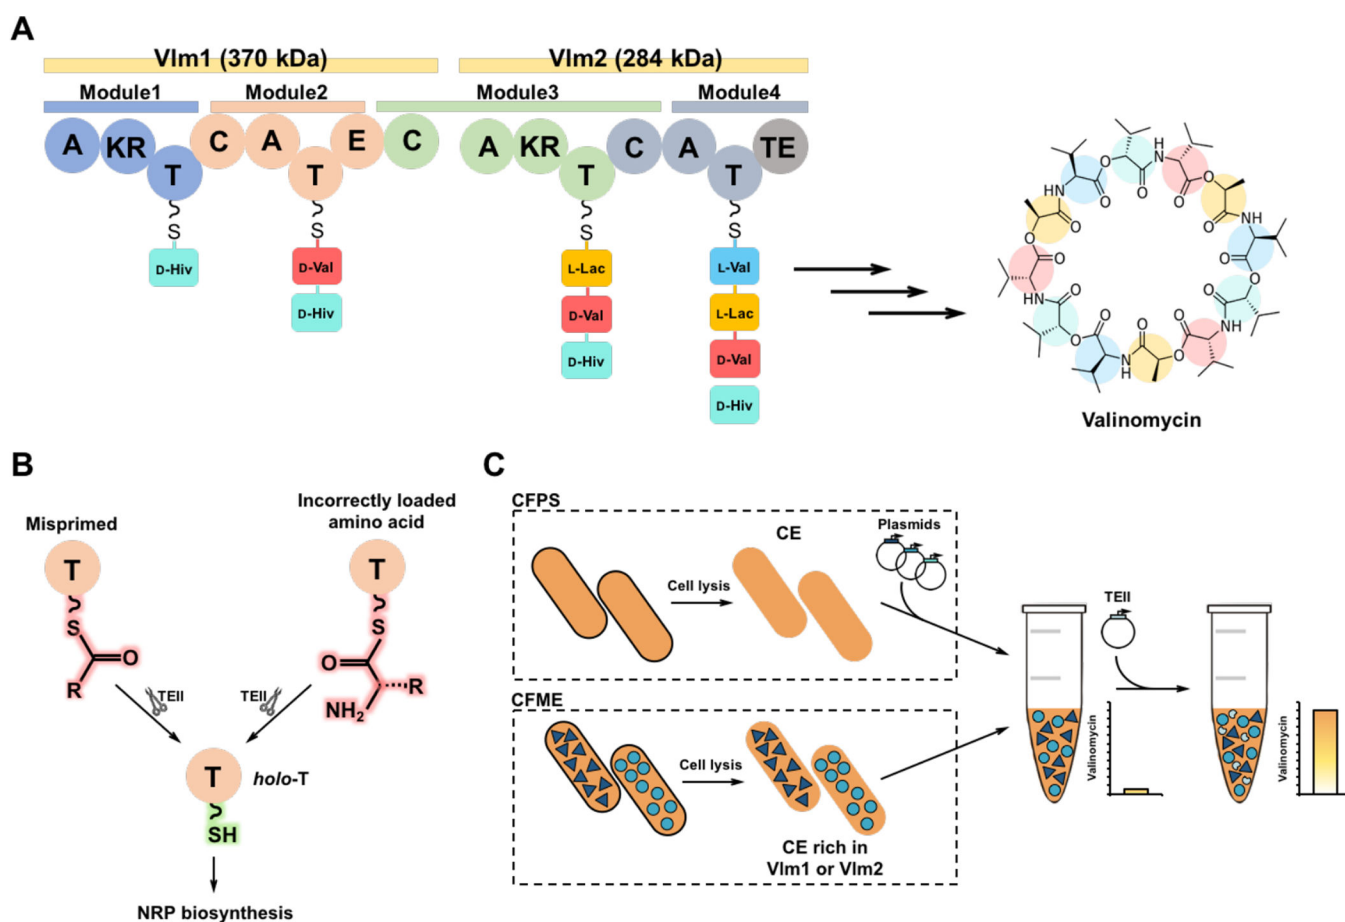 A
Vlm1 (370 kDa)
Vlm2 (284 kDa)
Module1
Module2
Module3
Module4
A
KR
T
C
A
T
E
C
A
KR
T
C
A
T
TE
S
S
S
S
D-Hiv
D-Val
D-Hiv
L-Lac
D-Val
D-Hiv
L-Val
L-Lac
D-Val
D-Hiv
O
O
O
NH
O
O
O
NH
O
O
O
HN
O
O
O
HN
O
O
O
NH
O
O
O
NH
Valinomycin
B
Misprimed
Incorrectly loaded
amino acid
T
T
S
S
O
O
R
R
NH2
TEII
TEII
T
holo-T
SH
NRP biosynthesis
C
CFPS
CE
Plasmids
Cell lysis
TEII
Valinomycin
Valinomycin
CFME
Cell lysis
CE rich in
Vlm1 or Vlm2